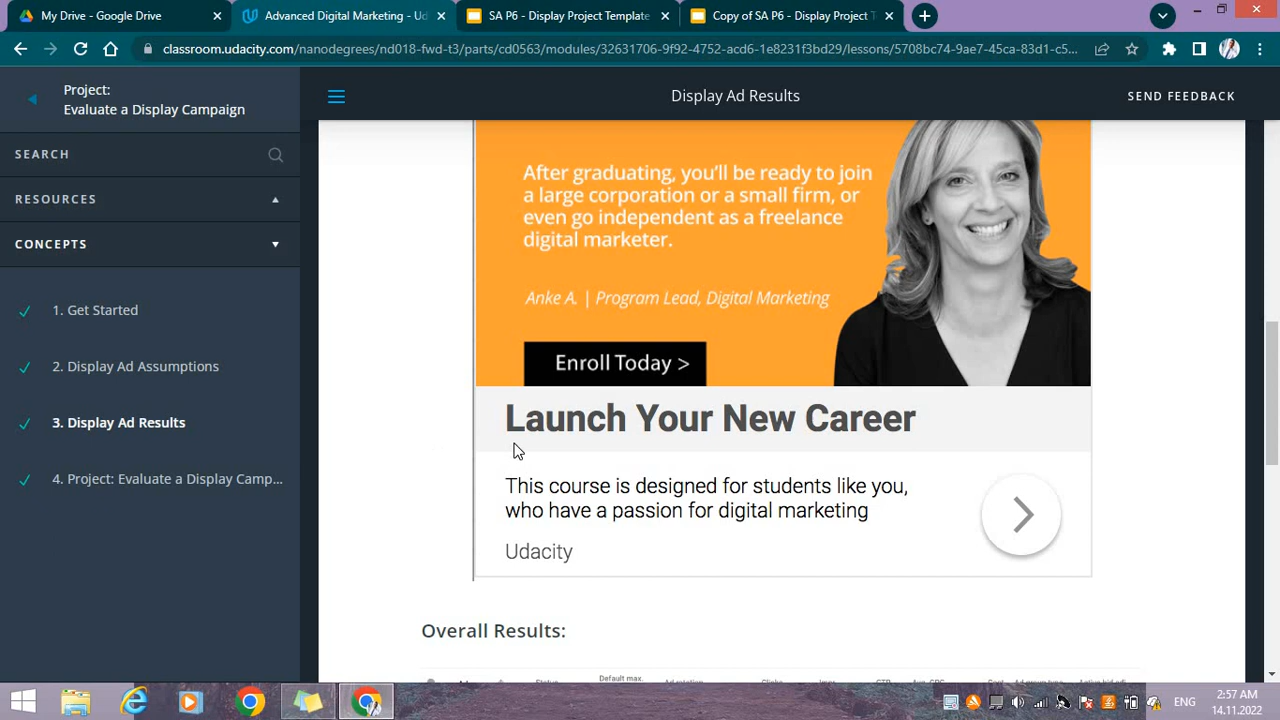 My Drive - Google Drive
Advanced Digital Marketing - Ud
SA P6 - Display Project Template
Copy of SA P6 - Display Project T
classroom.udacity.com/nanodegrees/nd018-fwd-t3/parts/cd0563/modules/32631706-9f92-4752-acd6-1e8231f3bd29/lessons/5708bc74-9ae7-45ca-83d1-c5...
Project:
Evaluate a Display Campaign
SEARCH
RESOURCES
CONCEPTS
1. Get Started
2. Display Ad Assumptions
3. Display Ad Results
4. Project: Evaluate a Display Camp...
Display Ad Results
SEND FEEDBACK
After graduating, you'll be ready to join
a large corporation or a small firm, or
even go independent as a freelance
digital marketer.
Anke A. | Program Lead, Digital Marketing
Enroll Today >
Launch Your New Career
This course is designed for students like you,
who have a passion for digital marketing
Udacity
Overall Results:
Default max.
ENG
2:57 AM
14.11.2022